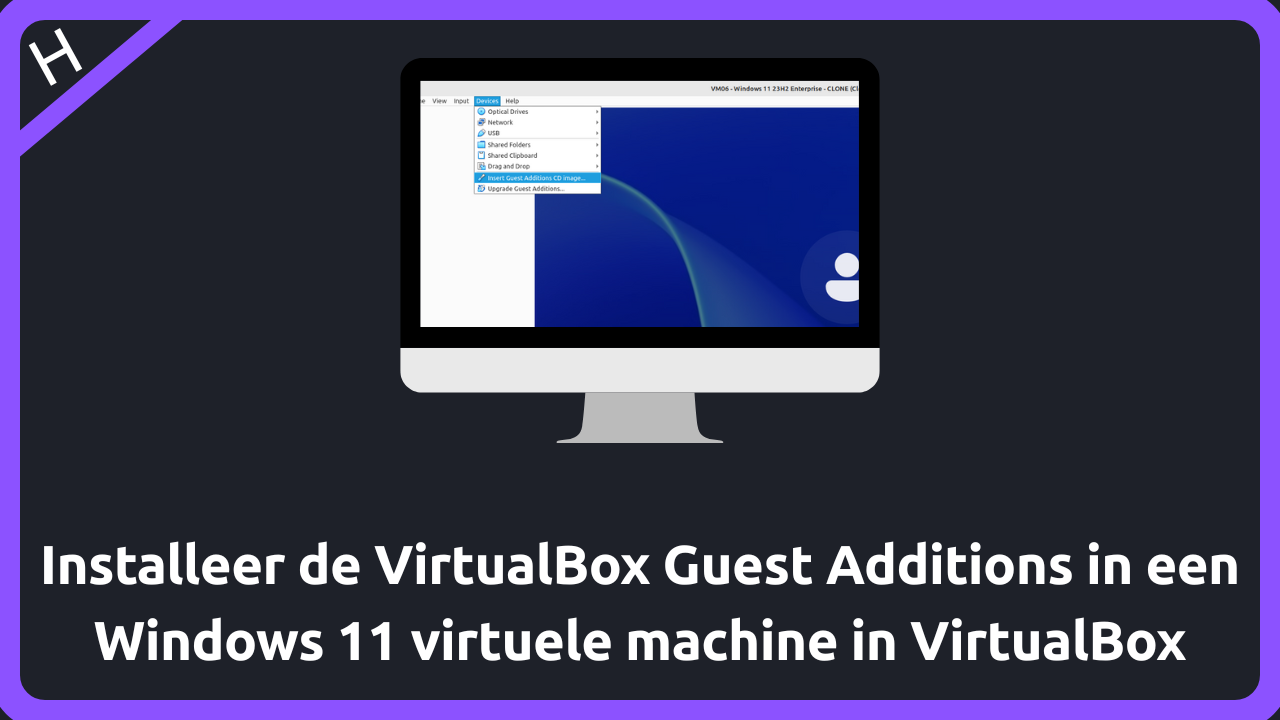 H
VM06 - Windows 11 23H2 Enterprise - CLONE (Cl
View Input Devices Help
Optical Drives
Network
USB
Shared Folders
Shared Clipboard
Drag and Drop
Insert Guest Additions CD image...
Upgrade Guest Additions...
Installeer de VirtualBox Guest Additions in een
Windows 11 virtuele machine in VirtualBox